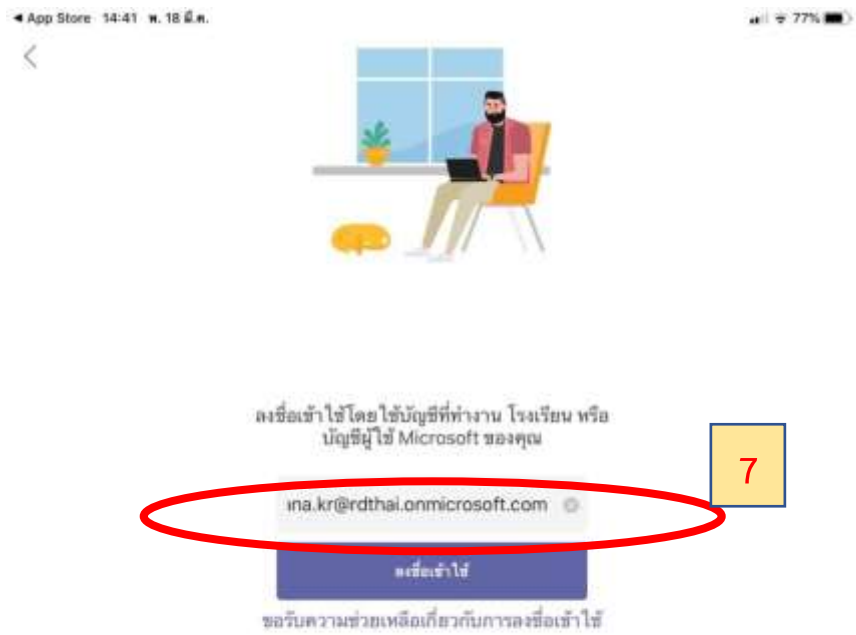 ◀ App Store 14:41 พ. 18 มี.ค.
77%
ลงชื่อเข้าใช้โดยใช้บัญชีที่ทำงาน โรงเรียน หรือ
บัญชีผู้ใช้ Microsoft ของคุณ
7
ina.kr@rdthai.onmicrosoft.com
ลงชื่อเข้าใช้
ขอรับความช่วยเหลือเกี่ยวกับการลงชื่อเข้าใช้